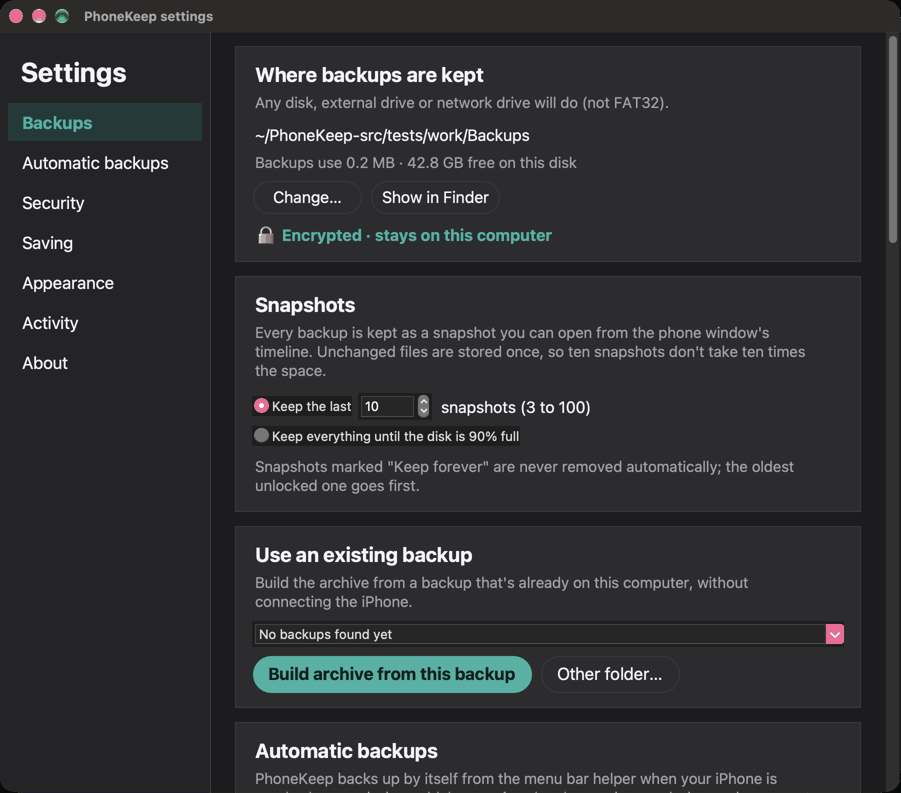 PhoneKeep settings
Settings
Backups
Automatic backups
Security
Saving
Appearance
Activity
About
Where backups are kept
Any disk, external drive or network drive will do (not FAT32).
~/PhoneKeep-src/tests/work/Backups
Backups use 0.2 MB · 42.8 GB free on this disk
Change... Show in Finder
Encrypted · stays on this computer
Snapshots
Every backup is kept as a snapshot you can open from the phone window's
timeline. Unchanged files are stored once, so ten snapshots don't take ten times
the space.
Keep the last 10 snapshots (3 to 100)
Keep everything until the disk is 90% full
Snapshots marked "Keep forever" are never removed automatically; the oldest
unlocked one goes first.
Use an existing backup
Build the archive from a backup that's already on this computer, without
connecting the iPhone.
No backups found yet
Build archive from this backup Other folder...
Automatic backups
PhoneKeep backs up by itself from the menu bar helper when your iPhone is